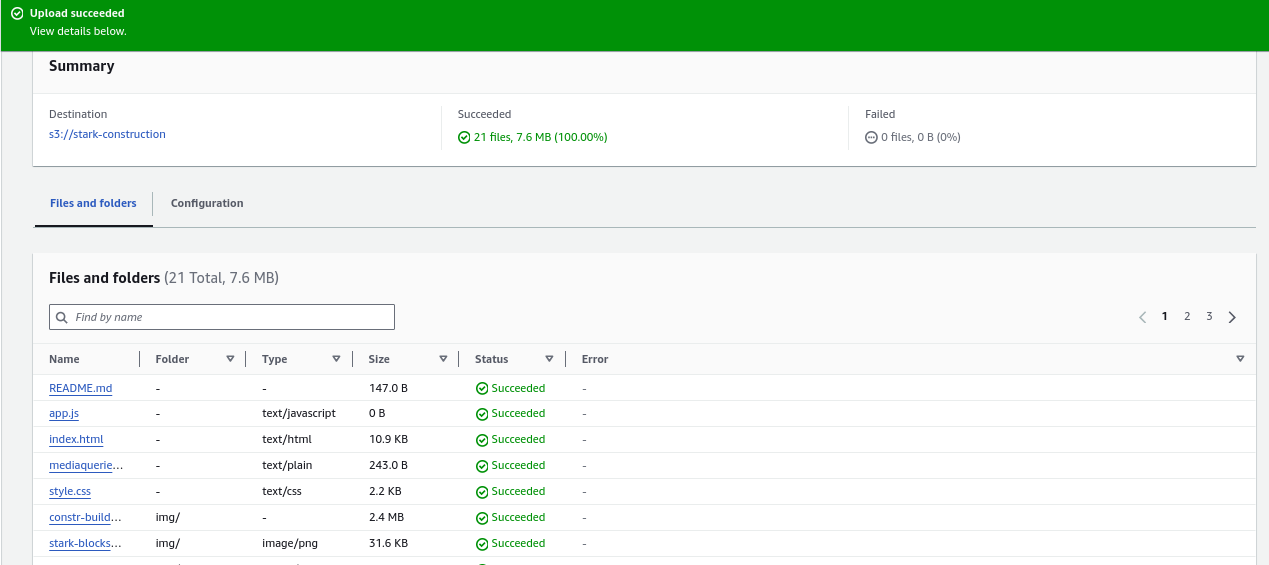 Upload succeeded
View details below.
Summary
Destination Succeeded Failed
s3://stark-construction 21 files, 7.6 MB (100.00%) 0 files, 0 B (0%)
Files and folders Configuration
Files and folders (21 Total, 7.6 MB)
Find by name 1 2 3
Name Folder Type Size Status Error
README.md - - 147.0 B Succeeded -
app.js - text/javascript 0 B Succeeded -
index.html - text/html 10.9 KB Succeeded -
mediaquerie... - text/plain 243.0 B Succeeded -
style.css - text/css 2.2 KB Succeeded -
constr-build... img/ - 2.4 MB Succeeded -
stark-blocks... img/ image/png 31.6 KB Succeeded -